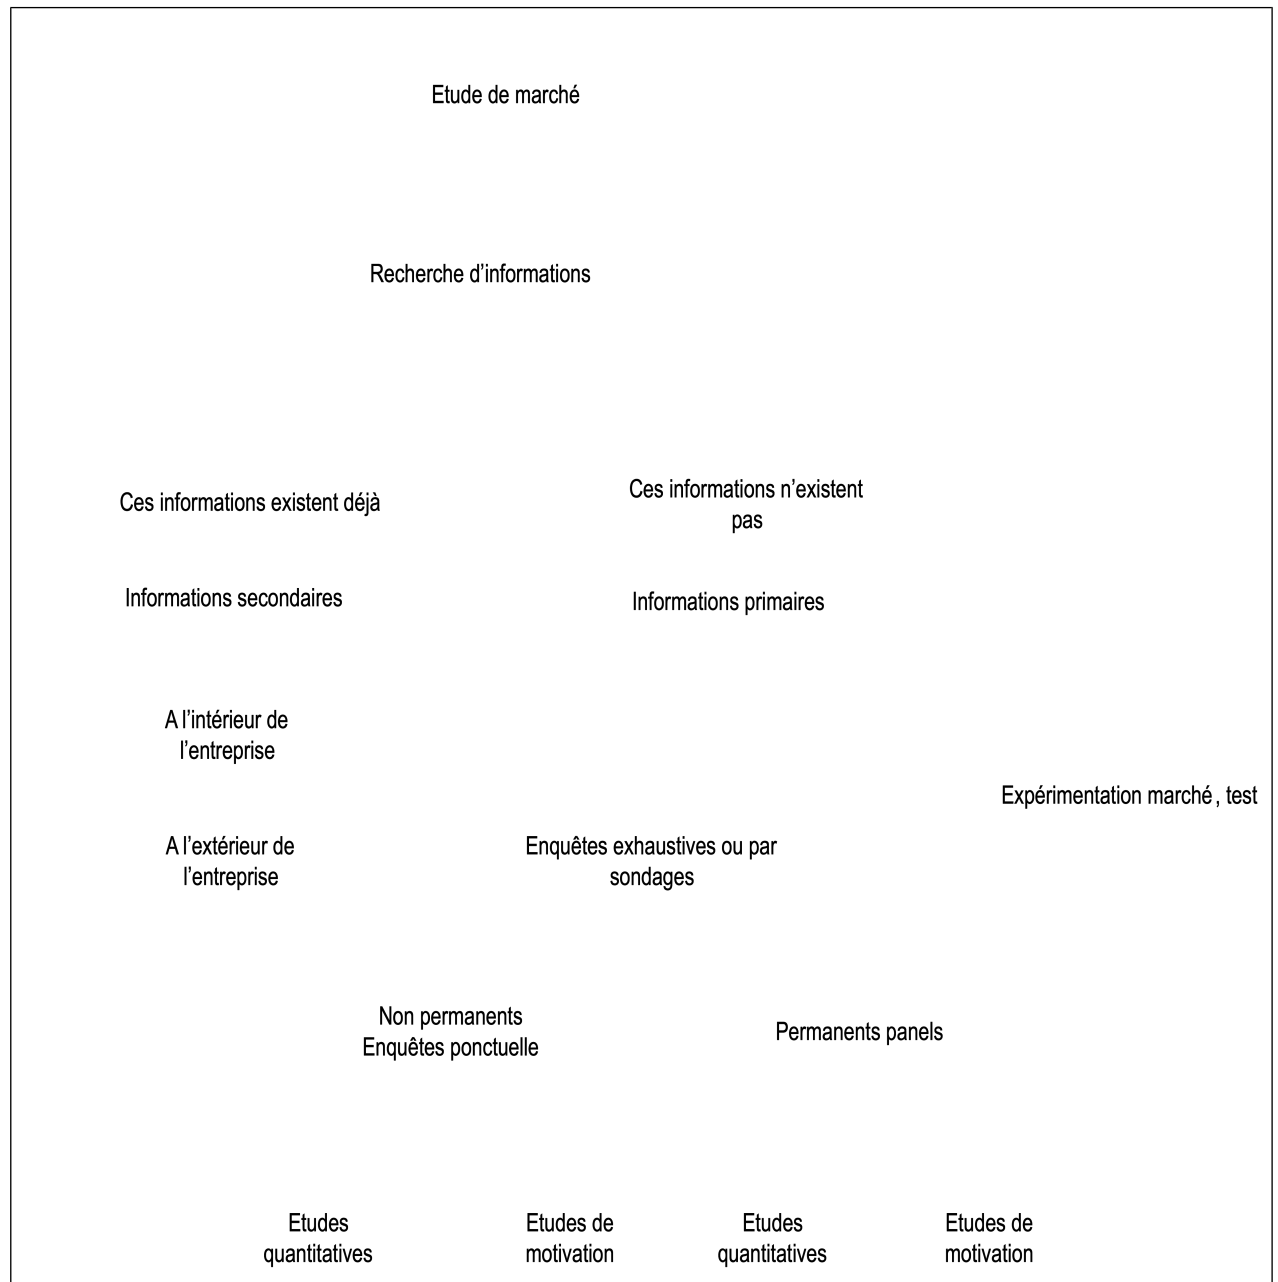 Etude de marché
Recherche d’informations
Ces informations existent déjà
Ces informations n’existent
pas
Informations secondaires
Informations primaires
A l’intérieur de
l’entreprise
Expérimentation marché, test
A l’extérieur de
l’entreprise
Enquêtes exhaustives ou par
sondages
Non permanents
Enquêtes ponctuelle
Permanents panels
Etudes
quantitatives
Etudes de
motivation
Etudes
quantitatives
Etudes de
motivation